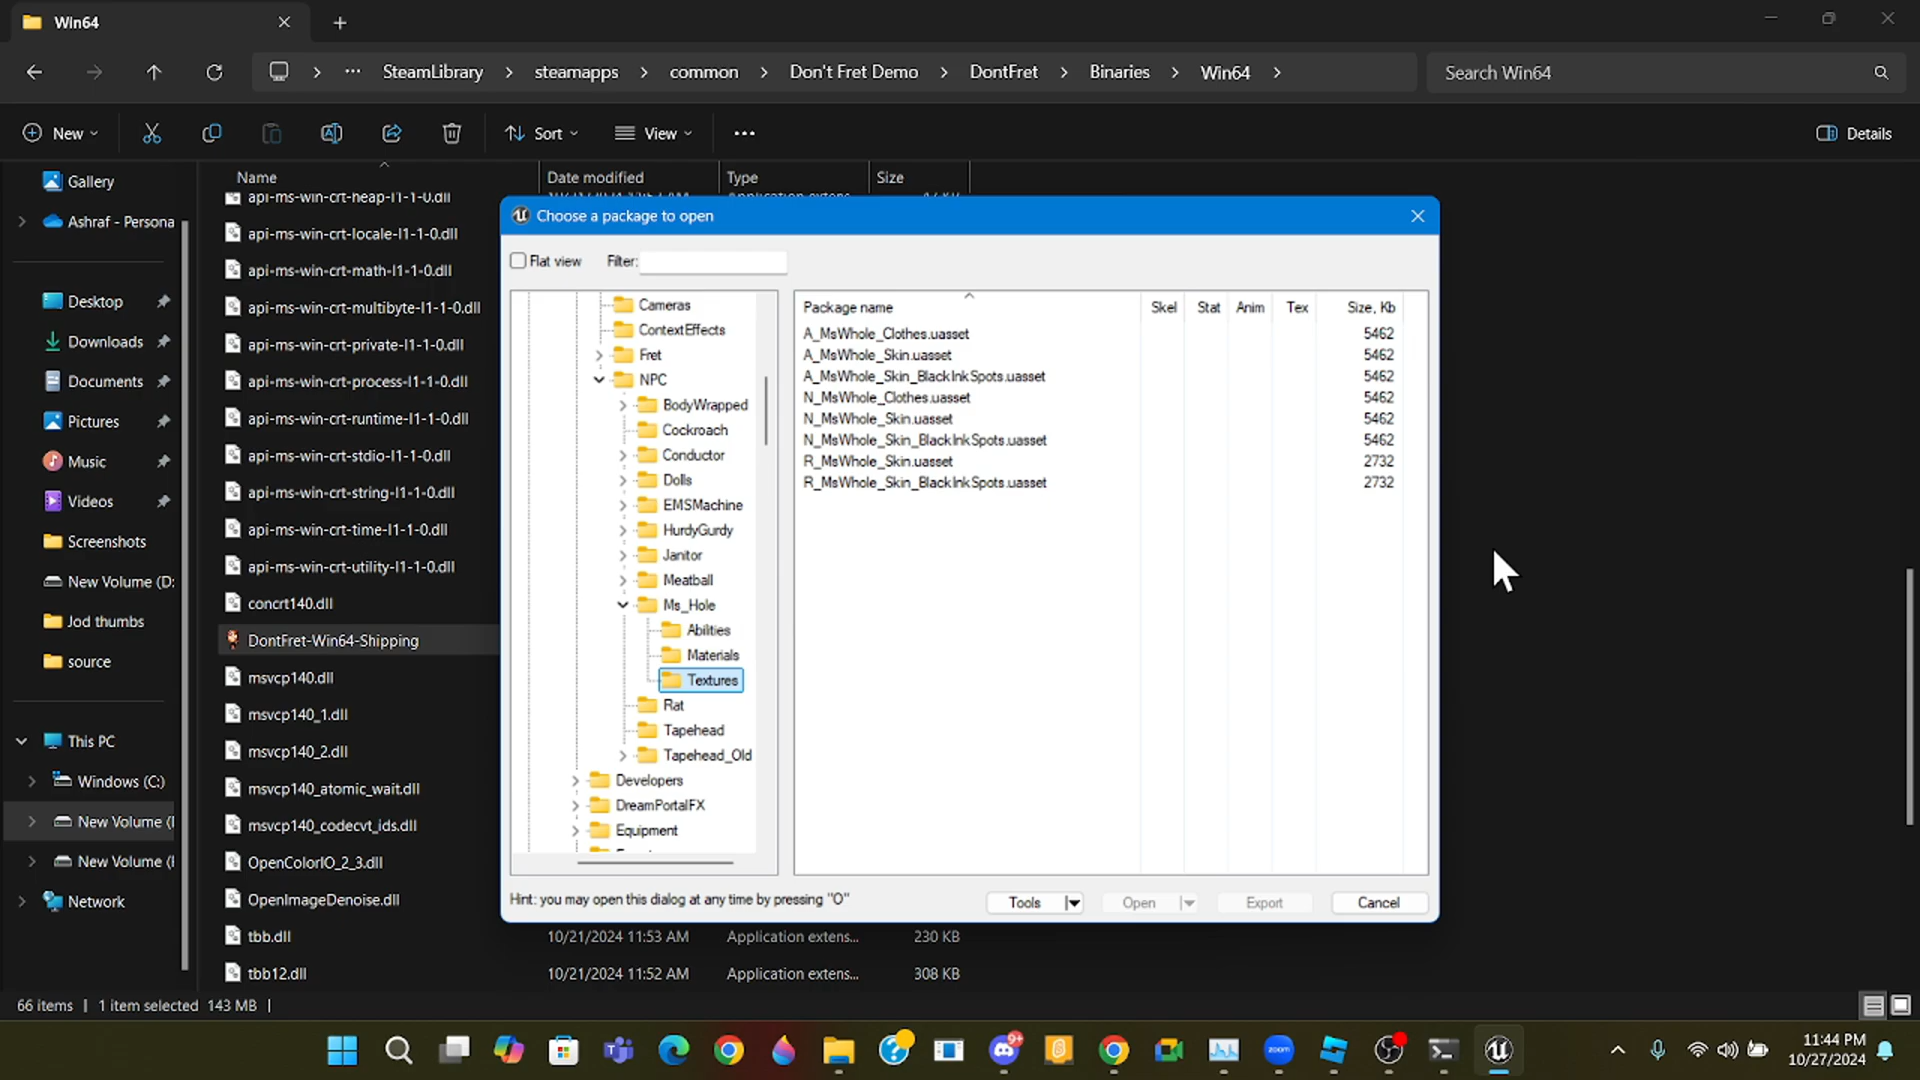 Win64
SteamLibrary
steamapps
common
Don't Fret Demo
DontFret
Binaries
Win64
Search Win64
New
Sort
View
Details
Name
Date modified
Type
Size
Gallery
Ashraf - Persona
Desktop
Downloads
Documents
Pictures
Music
Videos
Screenshots
New Volume (D:
Jod thumbs
source
This PC
Windows (C:)
New Volume (
New Volume (
Network
api-ms-win-crt-heap-l1-1-0.dll
api-ms-win-crt-locale-l1-1-0.dll
api-ms-win-crt-math-l1-1-0.dll
api-ms-win-crt-multibyte-l1-1-0.dll
api-ms-win-crt-private-l1-1-0.dll
api-ms-win-crt-process-l1-1-0.dll
api-ms-win-crt-runtime-l1-1-0.dll
api-ms-win-crt-stdio-l1-1-0.dll
api-ms-win-crt-string-l1-1-0.dll
api-ms-win-crt-time-l1-1-0.dll
api-ms-win-crt-utility-l1-1-0.dll
concrt140.dll
DontFret-Win64-Shipping
msvcp140.dll
msvcp140_1.dll
msvcp140_2.dll
msvcp140_atomic_wait.dll
msvcp140_codecvt_ids.dll
OpenColorIO_2_3.dll
OpenImageDenoise.dll
tbb.dll 10/21/2024 11:53 AM Application extens... 230 KB
tbb12.dll 10/21/2024 11:52 AM Application extens... 308 KB
Choose a package to open
Flat view
Filter:
Cameras
ContextEffects
Fret
NPC
BodyWrapped
Cockroach
Conductor
Dolls
EMSMachine
HurdyGurdy
Janitor
Meatball
Ms_Hole
Abilities
Materials
Textures
Rat
Tapehead
Tapehead_Old
Developers
DreamPortalFX
Equipment
Package name Skel Stat Anim Tex Size, Kb
A_MsWhole_Clothes.uasset 5462
A_MsWhole_Skin.uasset 5462
A_MsWhole_Skin_BlackInkSpots.uasset 5462
N_MsWhole_Clothes.uasset 5462
N_MsWhole_Skin.uasset 5462
N_MsWhole_Skin_BlackInkSpots.uasset 5462
R_MsWhole_Skin.uasset 2732
R_MsWhole_Skin_BlackInkSpots.uasset 2732
Hint: you may open this dialog at any time by pressing "O"
Tools
Open
Export
Cancel
66 items
1 item selected 143 MB
9+
zoom
11:44 PM
10/27/2024